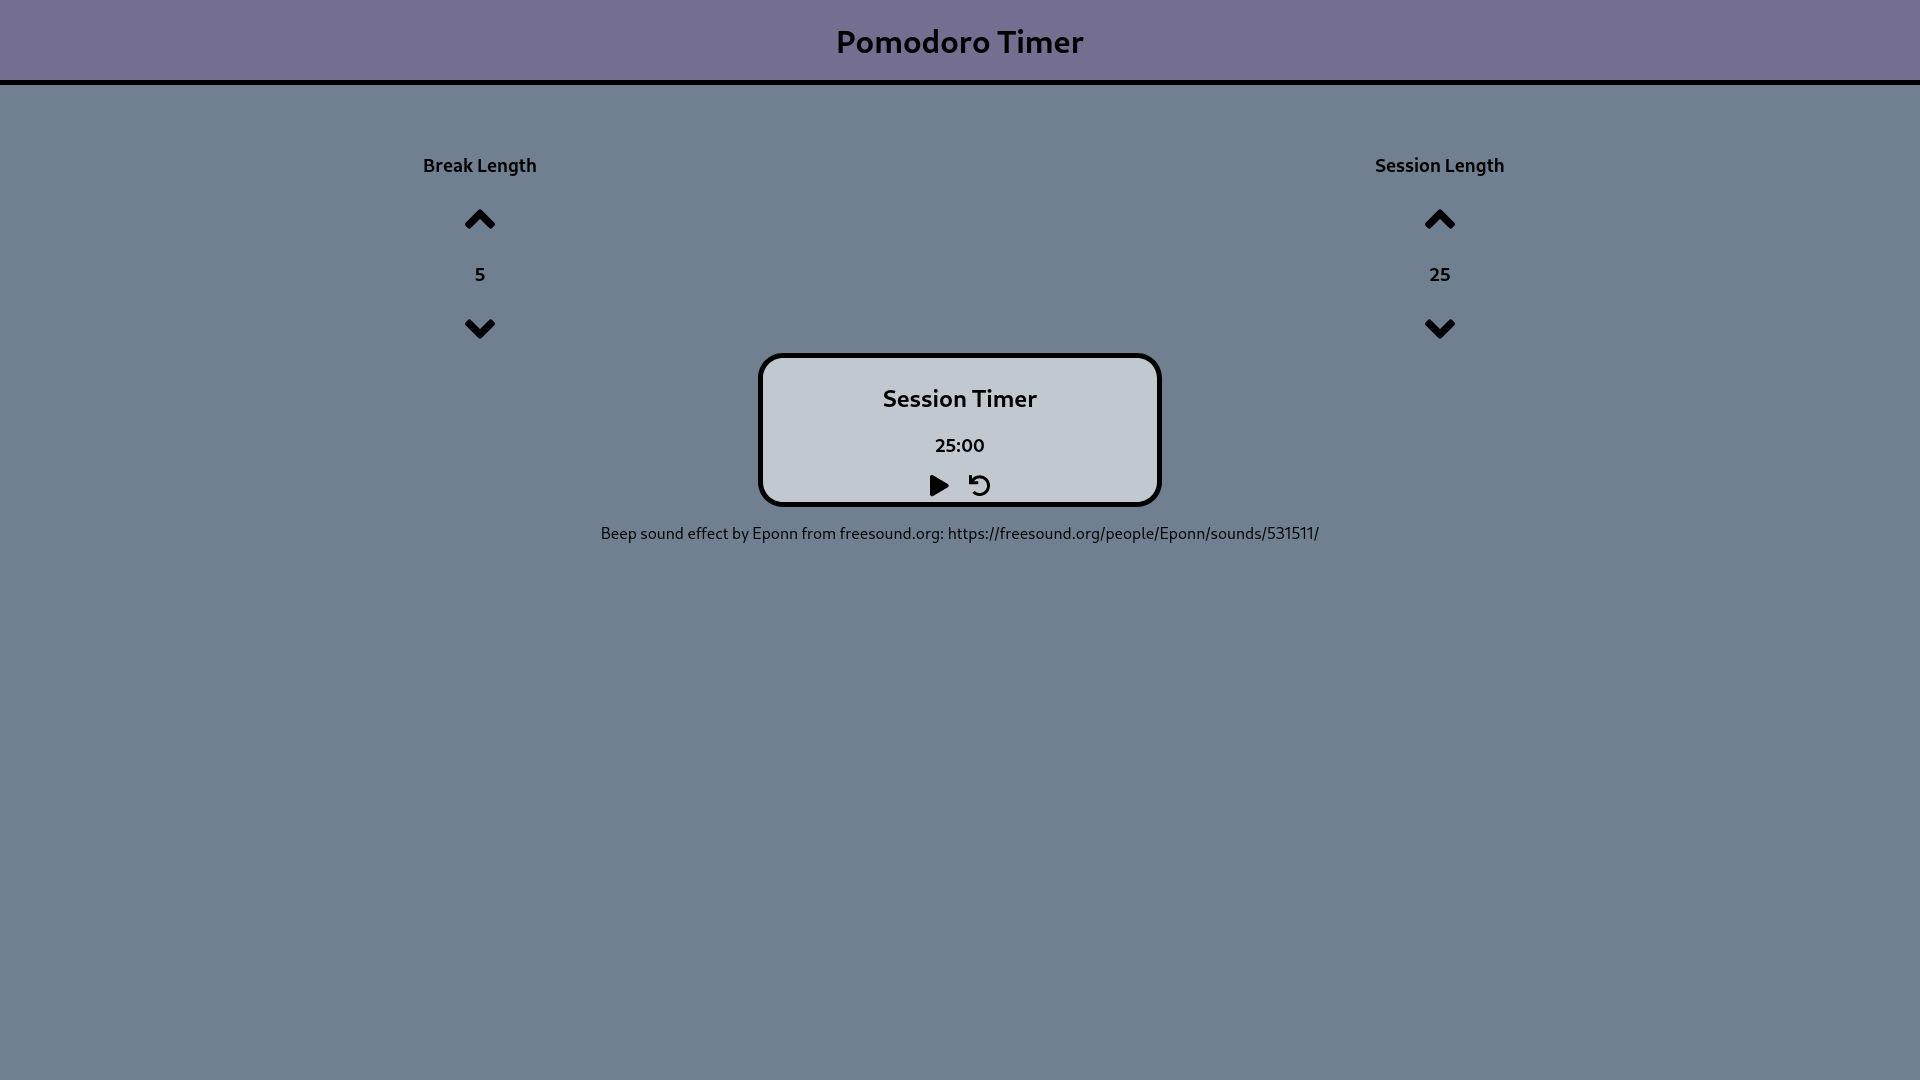 Pomodoro Timer
Break Length
5
Session Length
25
Session Timer
25:00
Beep sound effect by Eponn from freesound.org: https://freesound.org/people/Eponn/sounds/531511/